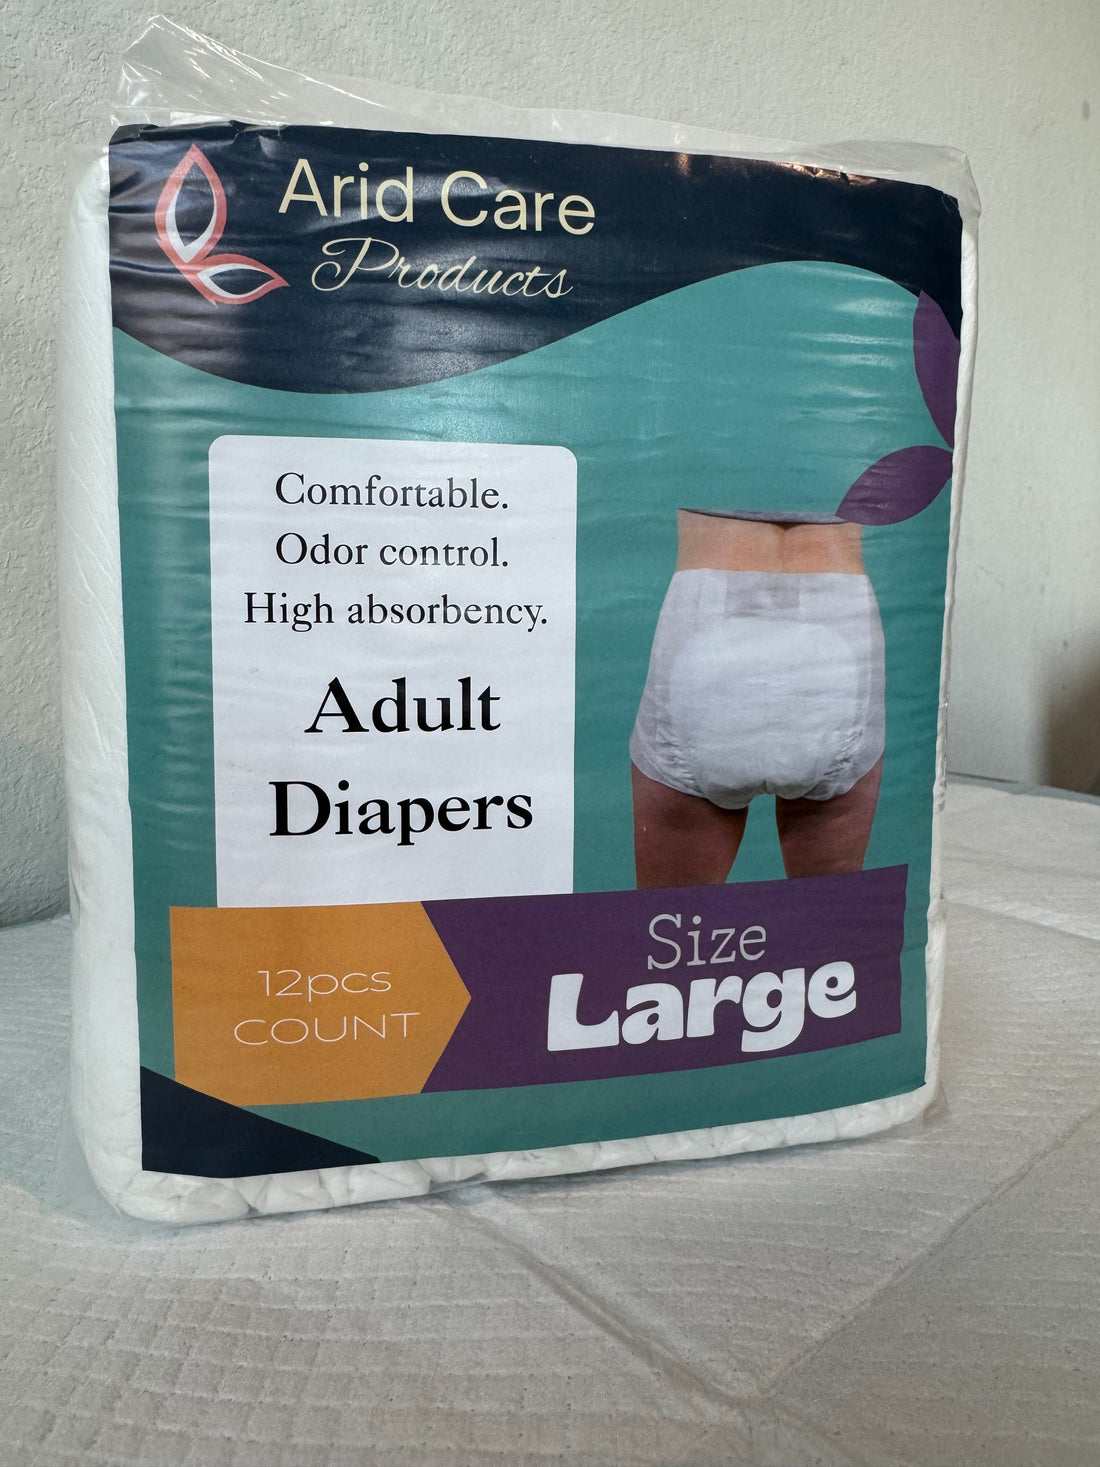 Arid Care
Products
Comfortable.
Odor control.
High absorbency.
Adult
Diapers
12pcs
COUNT
Size
Large